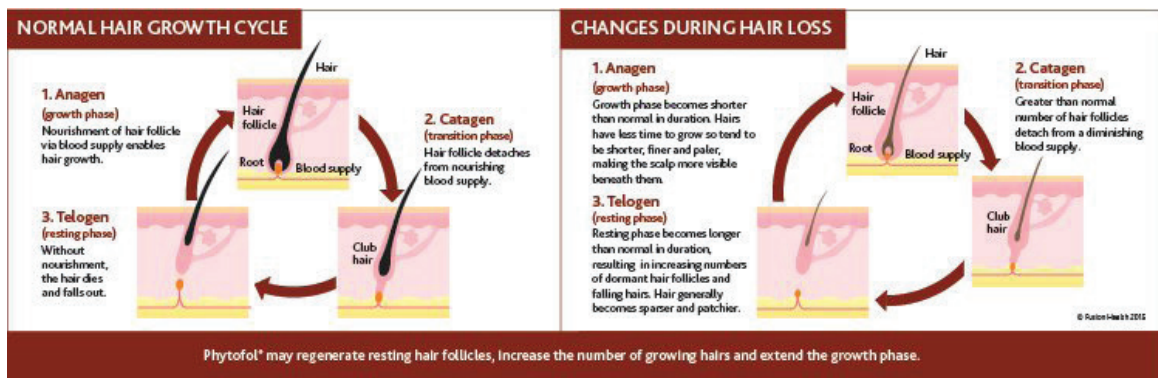 NORMAL HAIR GROWTH CYCLE
Hair
1. Anagen
(growth phase)
Nourishment of hair follicle
via blood supply enables
hair growth.
Hair
follicle
Root
Blood supply
2. Catagen
(transition phase)
Hair follicle detaches
from nourishing
blood supply.
3. Telogen
(resting phase)
Without
nourishment,
the hair dies
and falls out.
Club
hair
CHANGES DURING HAIR LOSS
1. Anagen
(growth phase)
Growth phase becomes shorter
than normal in duration. Hairs
have less time to grow so tend to
be shorter, finer and paler,
making the scalp more visible
beneath them.
Hair
Hair
follicle
Root
Blood supply
2. Catagen
(transition phase)
Greater than normal
number of hair follicles
detach from a diminishing
blood supply.
3. Telogen
(resting phase)
Resting phase becomes longer
than normal in duration,
resulting in increasing numbers
of dormant hair follicles and
falling hairs. Hair generally
becomes sparser and patchier.
Club
hair
© Fusion Health 2015
Phytofol* may regenerate resting hair follicles, increase the number of growing hairs and extend the growth phase.